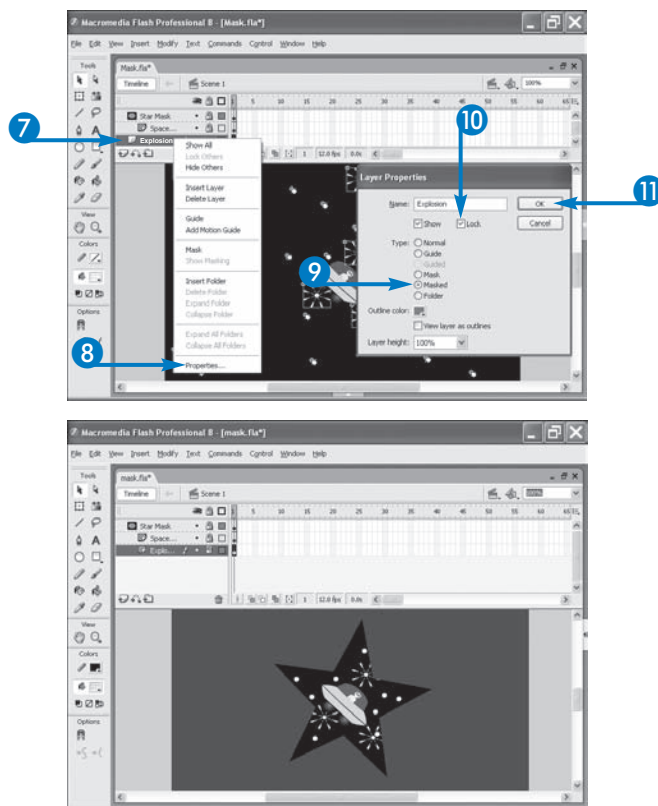 Macromedia Flash Professional 8 - [Mask.fla*]
File Edit View Insert Modify Text Commands Control Window Help
Tools
Mask.fla*
Timeline Scene 1 100%
5 10 15 20 25 30 35 40 45 50 55 60 65
Star Mask
Space...
Explosion
1 12.0 fps 0.0s
7
Show All
Lock Others
Hide Others
Insert Layer
Delete Layer
Guide
Add Motion Guide
Mask
Show Masking
Insert Folder
Delete Folder
Expand Folder
Collapse Folder
Expand All Folders
Collapse All Folders
Properties...
8
View
Colors
Options
10
Layer Properties
Name: Explosion OK
11
Show Lock Cancel
Type: Normal
Guide
Guided
Mask
9
Masked
Folder
Outline color:
View layer as outlines
Layer height: 100%
Macromedia Flash Professional 8 - [mask.fla*]
File Edit View Insert Modify Text Commands Control Window Help
Tools
mask.fla*
Timeline Scene 1
5 10 15 20 25 30 35 40 45 50 55 60 65
Star Mask
Space...
Explo...
1 12.0 fps 0.0s
View
Colors
Options